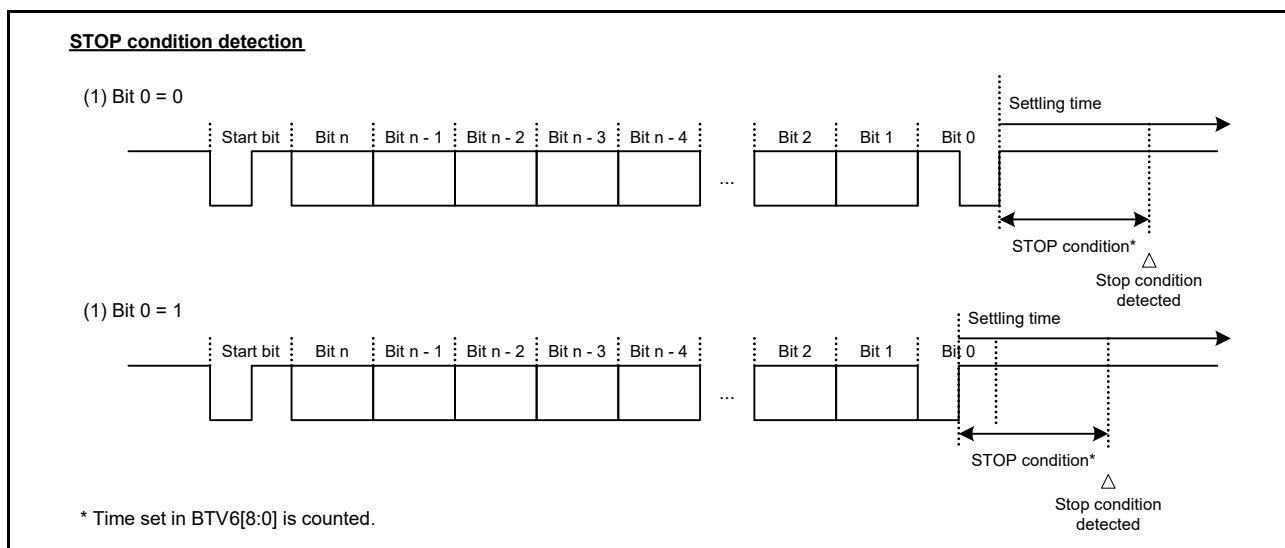 STOP condition detection
(1) Bit 0 = 0
Settling time
Start bit Bit n Bit n - 1 Bit n - 2 Bit n - 3 Bit n - 4 Bit 2 Bit 1 Bit 0
...
STOP condition*
Stop condition
detected
(1) Bit 0 = 1
Settling time
Start bit Bit n Bit n - 1 Bit n - 2 Bit n - 3 Bit n - 4 Bit 2 Bit 1 Bit 0
...
STOP condition*
Stop condition
detected
* Time set in BTV6[8:0] is counted.